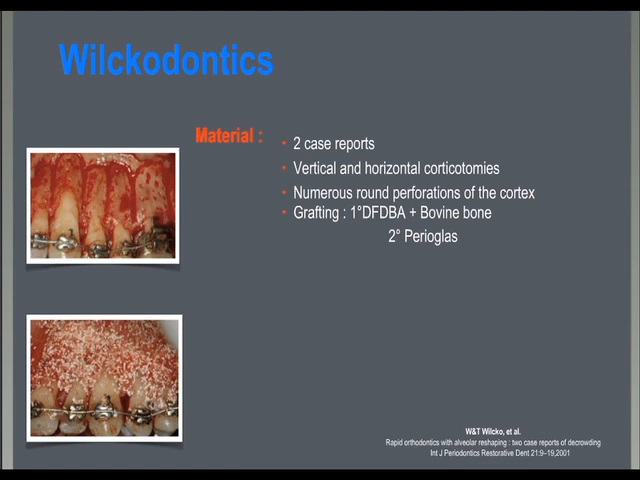 Wilckodontics
Material :
2 case reports
Vertical and horizontal corticotomies
Numerous round perforations of the cortex
Grafting : 1°DFDBA + Bovine bone
2° Perioglas
W&T Wilcko, et al.
Rapid orthodontics with alveolar reshaping : two case reports of decrowding
Int J Periodontics Restorative Dent 21:9–19,2001